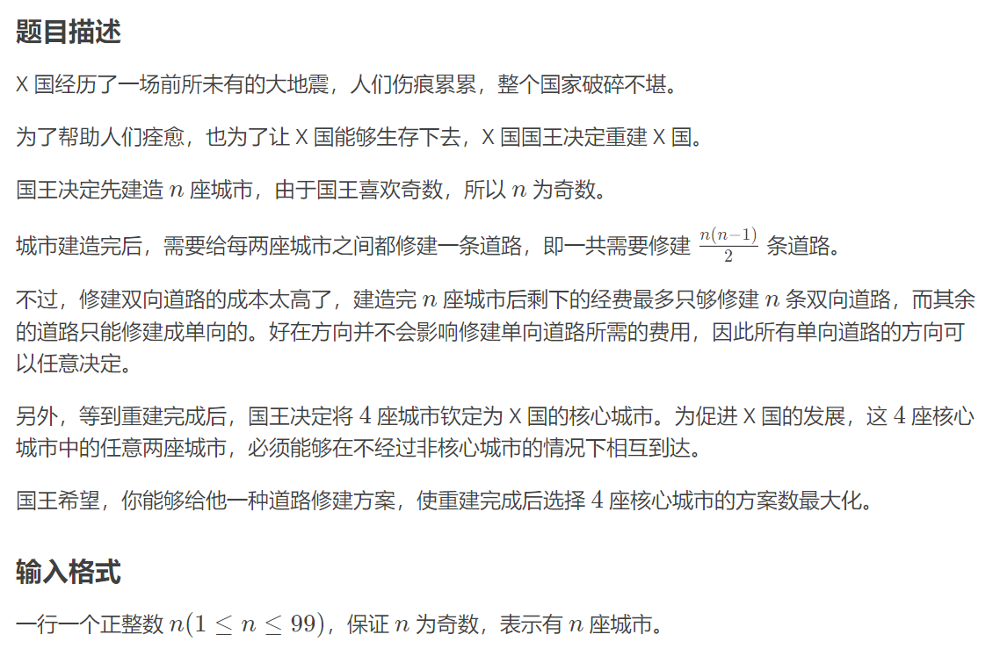 题目描述
X 国经历了一场前所未有的大地震，人们伤痕累累，整个国家破碎不堪。
为了帮助人们痊愈，也为了让 X 国能够生存下去，X 国国王决定重建 X 国。
国王决定先建造 n 座城市，由于国王喜欢奇数，所以 n 为奇数。
城市建造完后，需要给每两座城市之间都修建一条道路，即一共需要修建 n(n−1)/2 条道路。
不过，修建双向道路的成本太高了，建造完 n 座城市后剩下的经费最多只够修建 n 条双向道路，而其余
的道路只能修建成单向的。好在方向并不会影响修建单向道路所需的费用，因此所有单向道路的方向可
以任意决定。
另外，等到重建完成后，国王决定将 4 座城市钦定为 X 国的核心城市。为促进 X 国的发展，这 4 座核心
城市中的任意两座城市，必须能够在不经过非核心城市的情况下相互到达。
国王希望，你能够给他一种道路修建方案，使重建完成后选择 4 座核心城市的方案数最大化。
输入格式
一行一个正整数 n(1 ≤ n ≤ 99)，保证 n 为奇数，表示有 n 座城市。